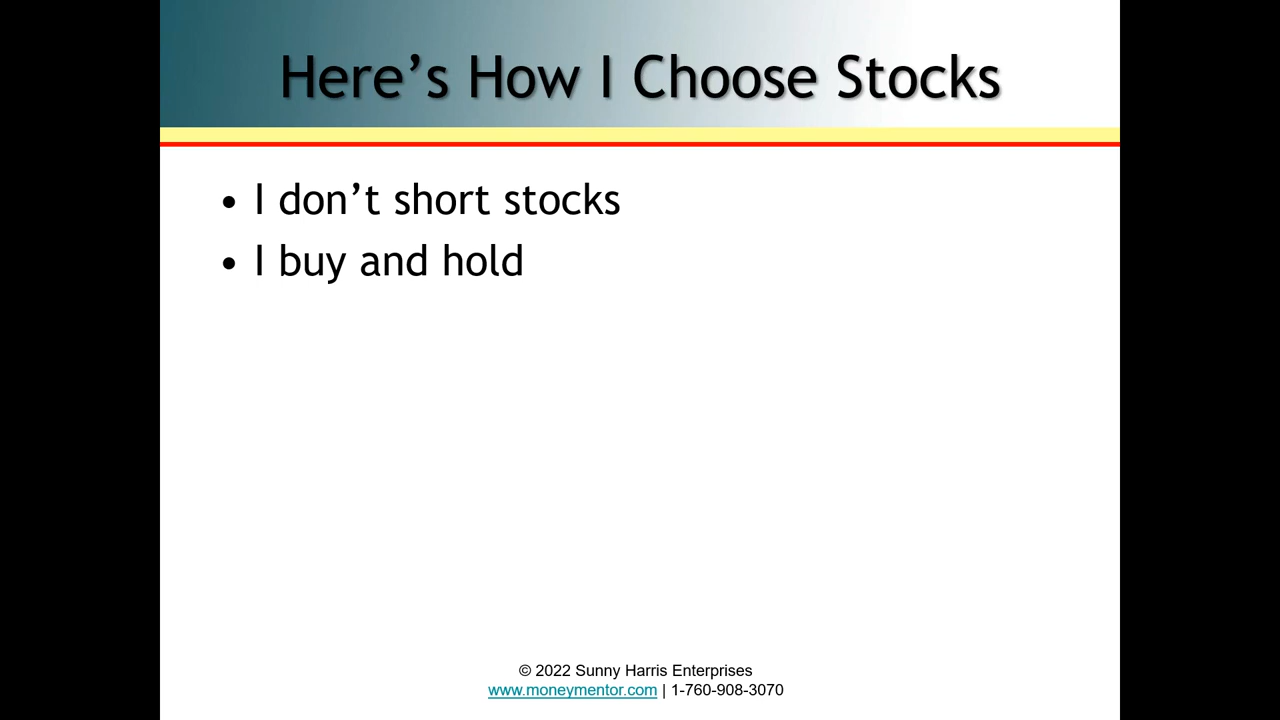 Here’s How I Choose Stocks
• I don’t short stocks
• I buy and hold
© 2022 Sunny Harris Enterprises
www.moneymentor.com | 1-760-908-3070